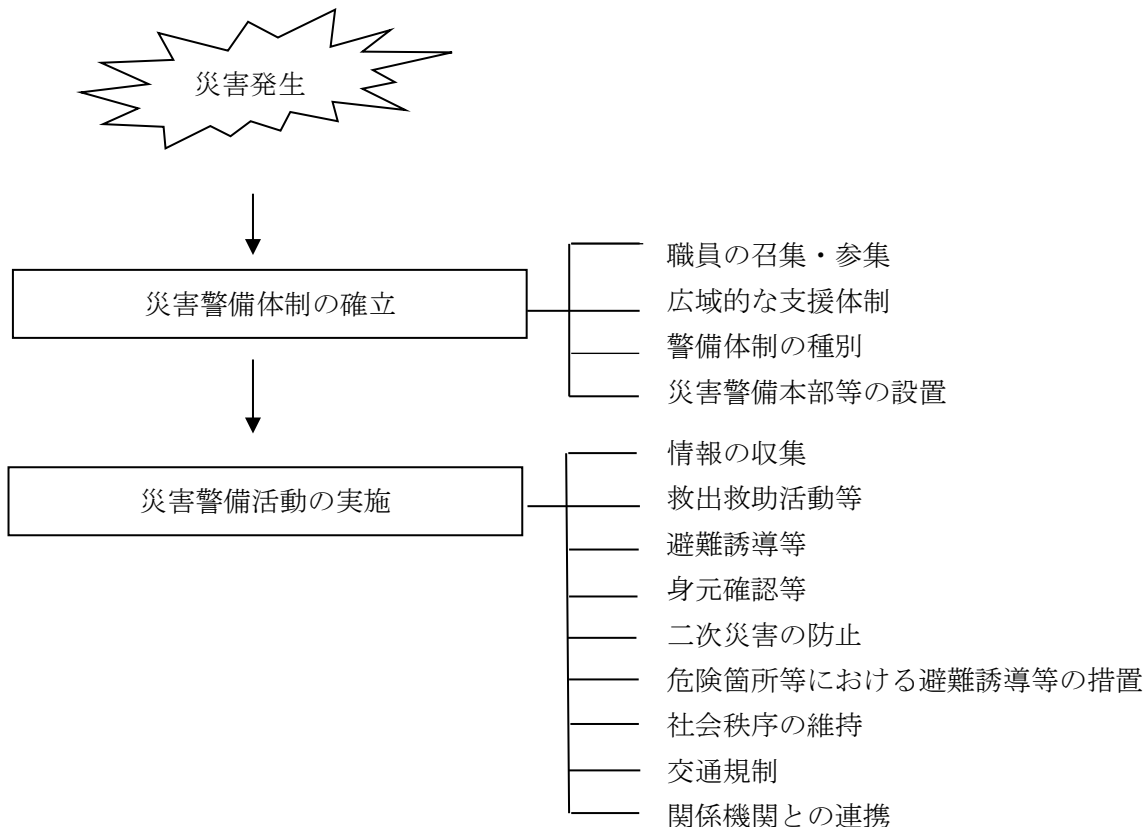 災害発生
災害警備体制の確立
職員の召集・参集
広域的な支援体制
警備体制の種別
災害警備本部等の設置
災害警備活動の実施
情報の収集
救出救助活動等
避難誘導等
身元確認等
二次災害の防止
危険箇所等における避難誘導等の措置
社会秩序の維持
交通規制
関係機関との連携